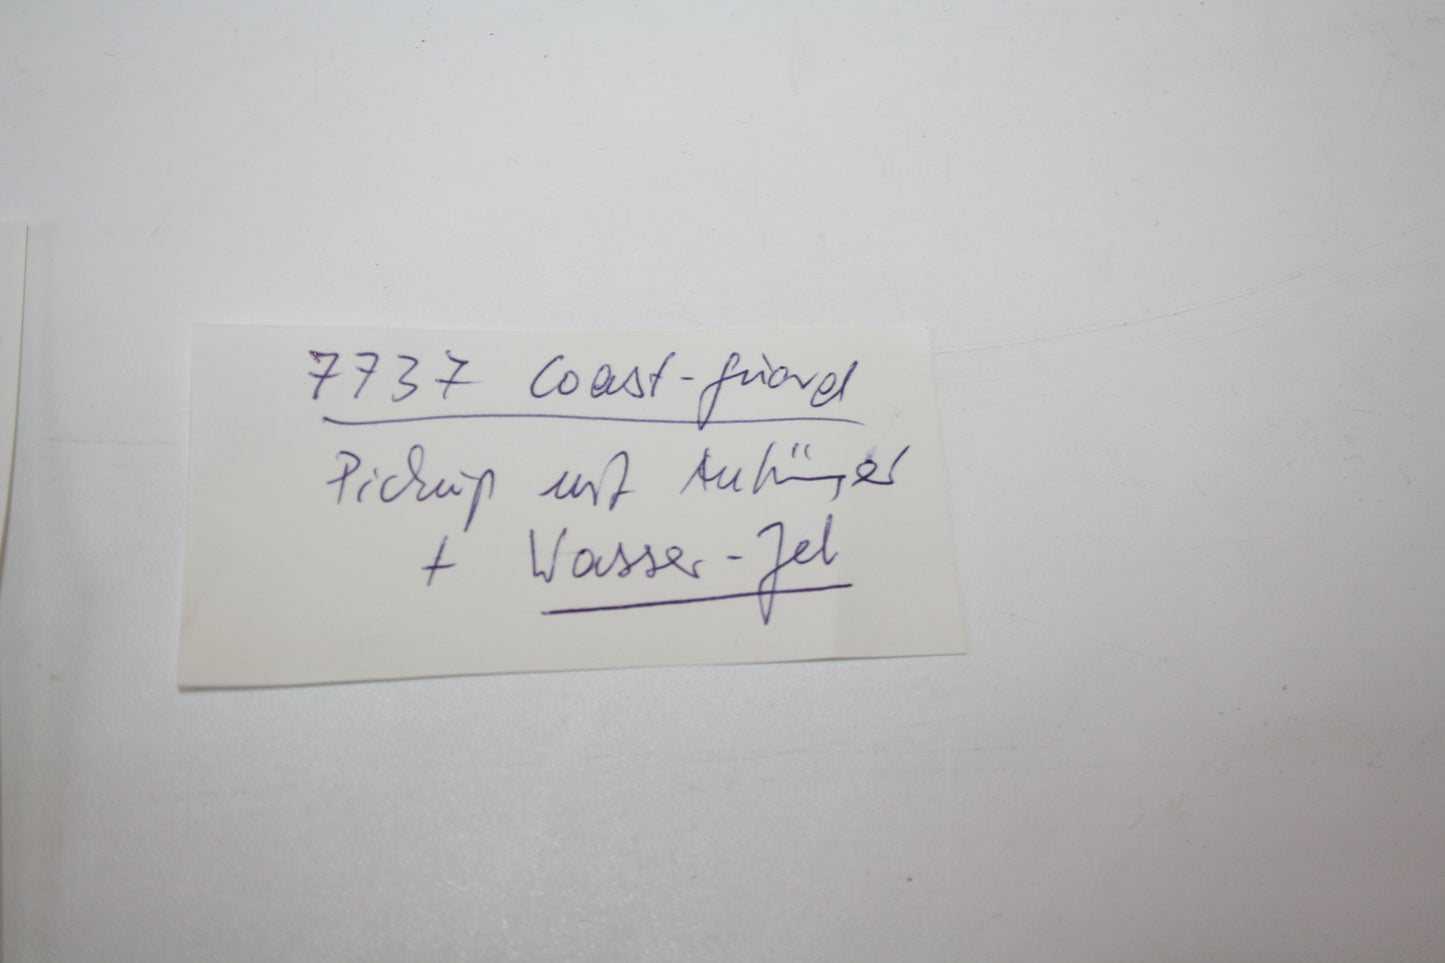 7737 Coast-guard
Pickup mit Anhänger
+ Wasser-Jet